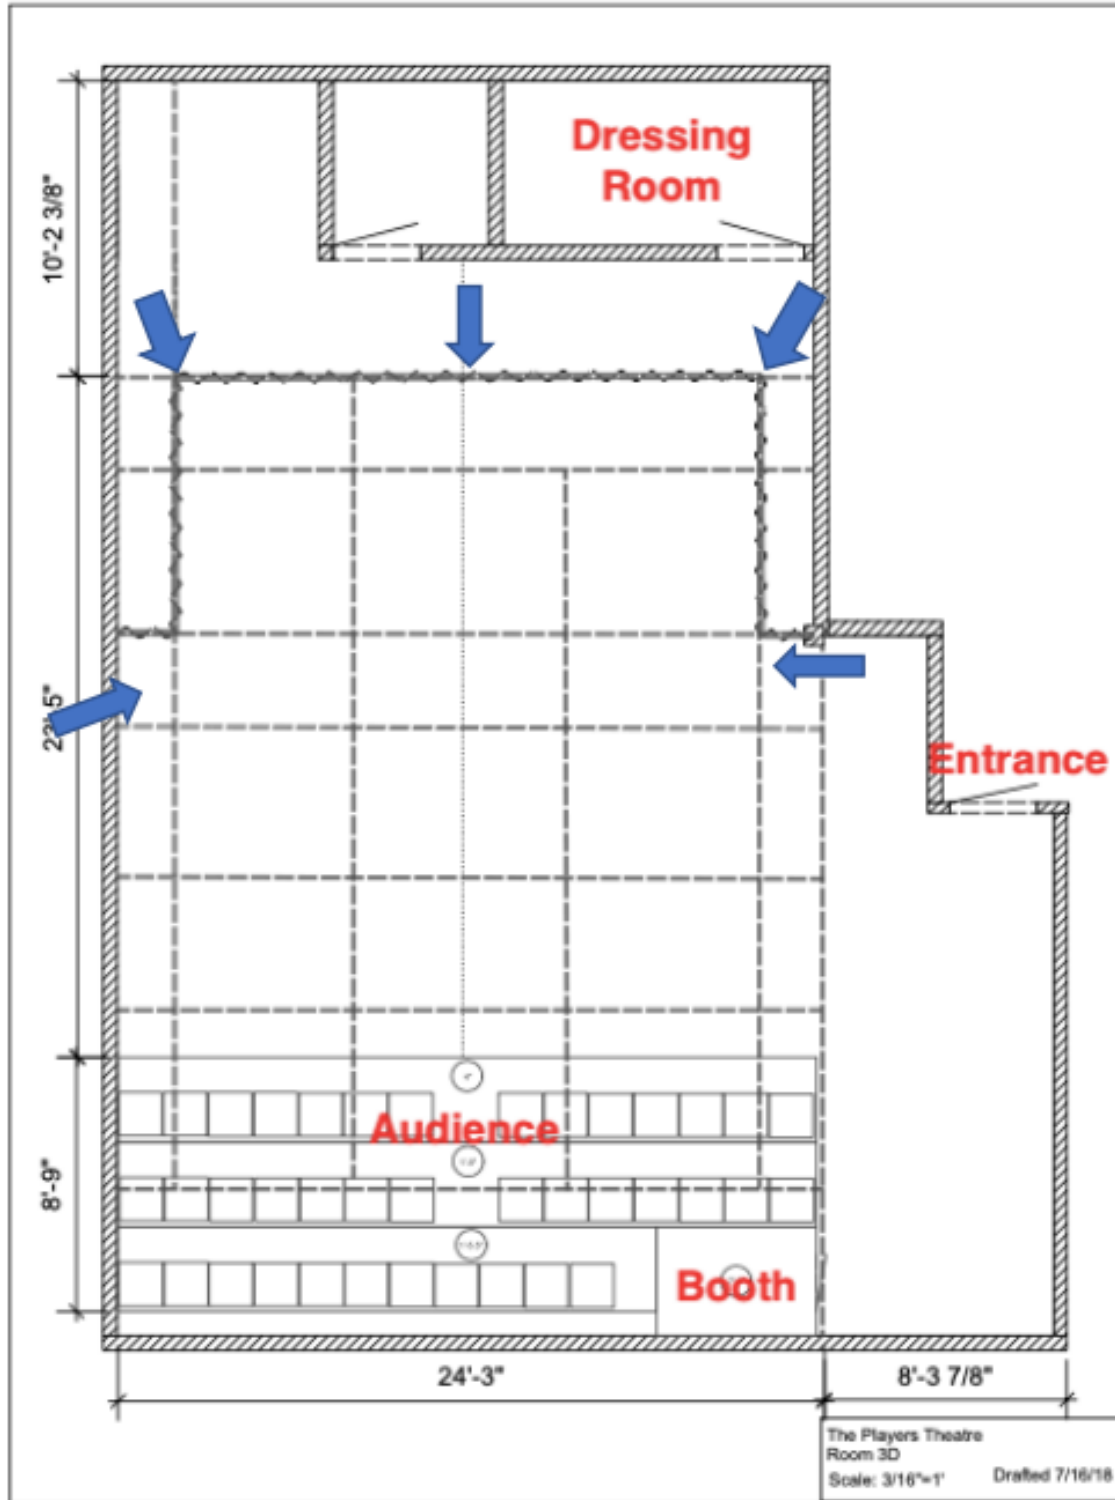 Dressing
Room
10'-2 3/8"
Entrance
Audience
8'-9"
Booth
24'-3"
8'-3 7/8"
The Players Theatre
Room 3D
Scale: 3/16"=1'
Drafted 7/16/18